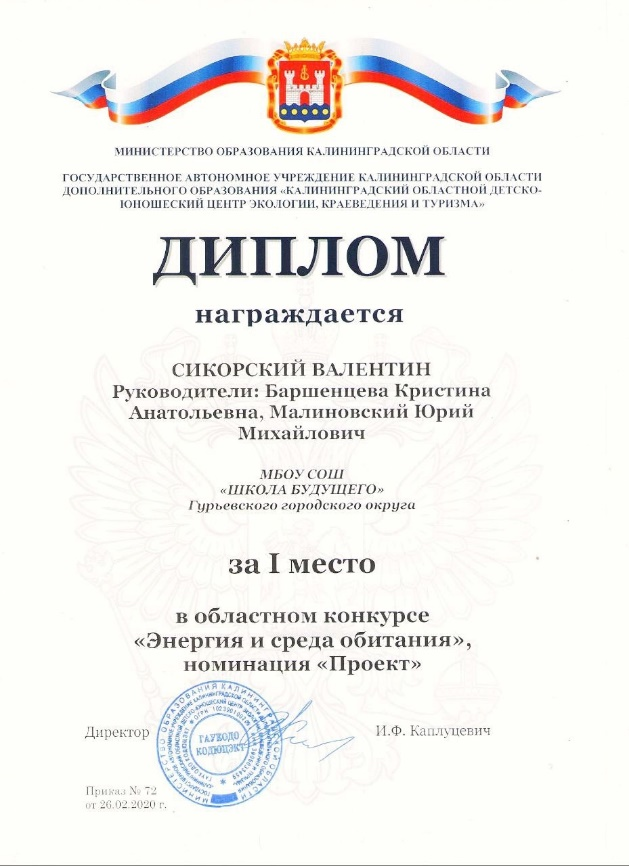 МИНИСТЕРСТВО ОБРАЗОВАНИЯ КАЛИНИНГРАДСКОЙ ОБЛАСТИ
ГОСУДАРСТВЕННОЕ АВТОНОМНОЕ УЧРЕЖДЕНИЕ КАЛИНИНГРАДСКОЙ ОБЛАСТИ
ДОПОЛНИТЕЛЬНОГО ОБРАЗОВАНИЯ «КАЛИНИНГРАДСКИЙ ОБЛАСТНОЙ ДЕТСКО-
ЮНОШЕСКИЙ ЦЕНТР ЭКОЛОГИИ, КРАЕВЕДЕНИЯ И ТУРИЗМА»
ДИПЛОМ
награждается
СИКОРСКИЙ ВАЛЕНТИН
Руководители: Баршенцева Кристина
Анатольевна, Малиновский Юрий
Михайлович
МБОУ СОШ
«ШКОЛА БУДУЩЕГО»
Гурьевского городского округа
за I место
в областном конкурсе
«Энергия и среда обитания»,
номинация «Проект»
Директор
И.Ф. Каплуцевич
ГАУКОДО
КОДЮЦЭКТ
Приказ № 72
от 26.02.2020 г.